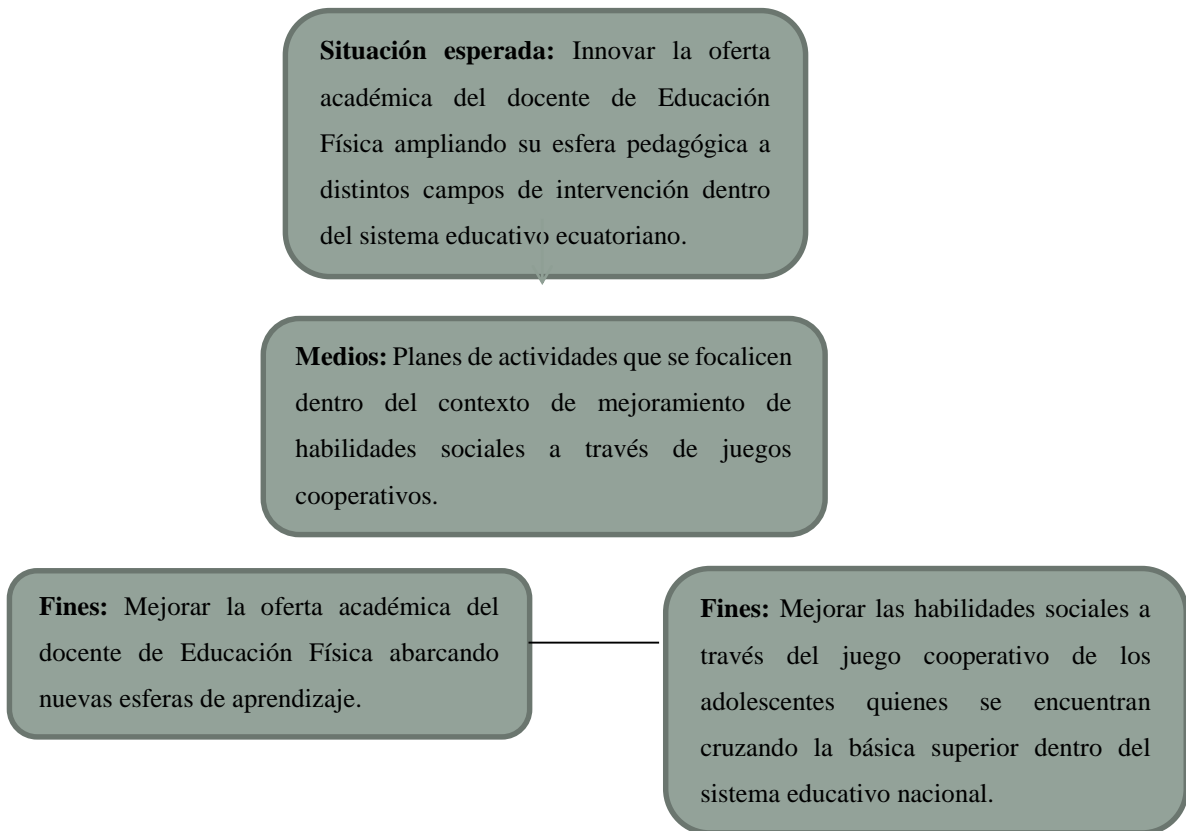 Situación esperada: Innovar la oferta
académica del docente de Educación
Física ampliando su esfera pedagógica a
distintos campos de intervención dentro
del sistema educativo ecuatoriano.
Medios: Planes de actividades que se focalicen
dentro del contexto de mejoramiento de
habilidades sociales a través de juegos
cooperativos.
Fines: Mejorar la oferta académica del
docente de Educación Física abarcando
nuevas esferas de aprendizaje.
Fines: Mejorar las habilidades sociales a
través del juego cooperativo de los
adolescentes quienes se encuentran
cruzando la básica superior dentro del
sistema educativo nacional.